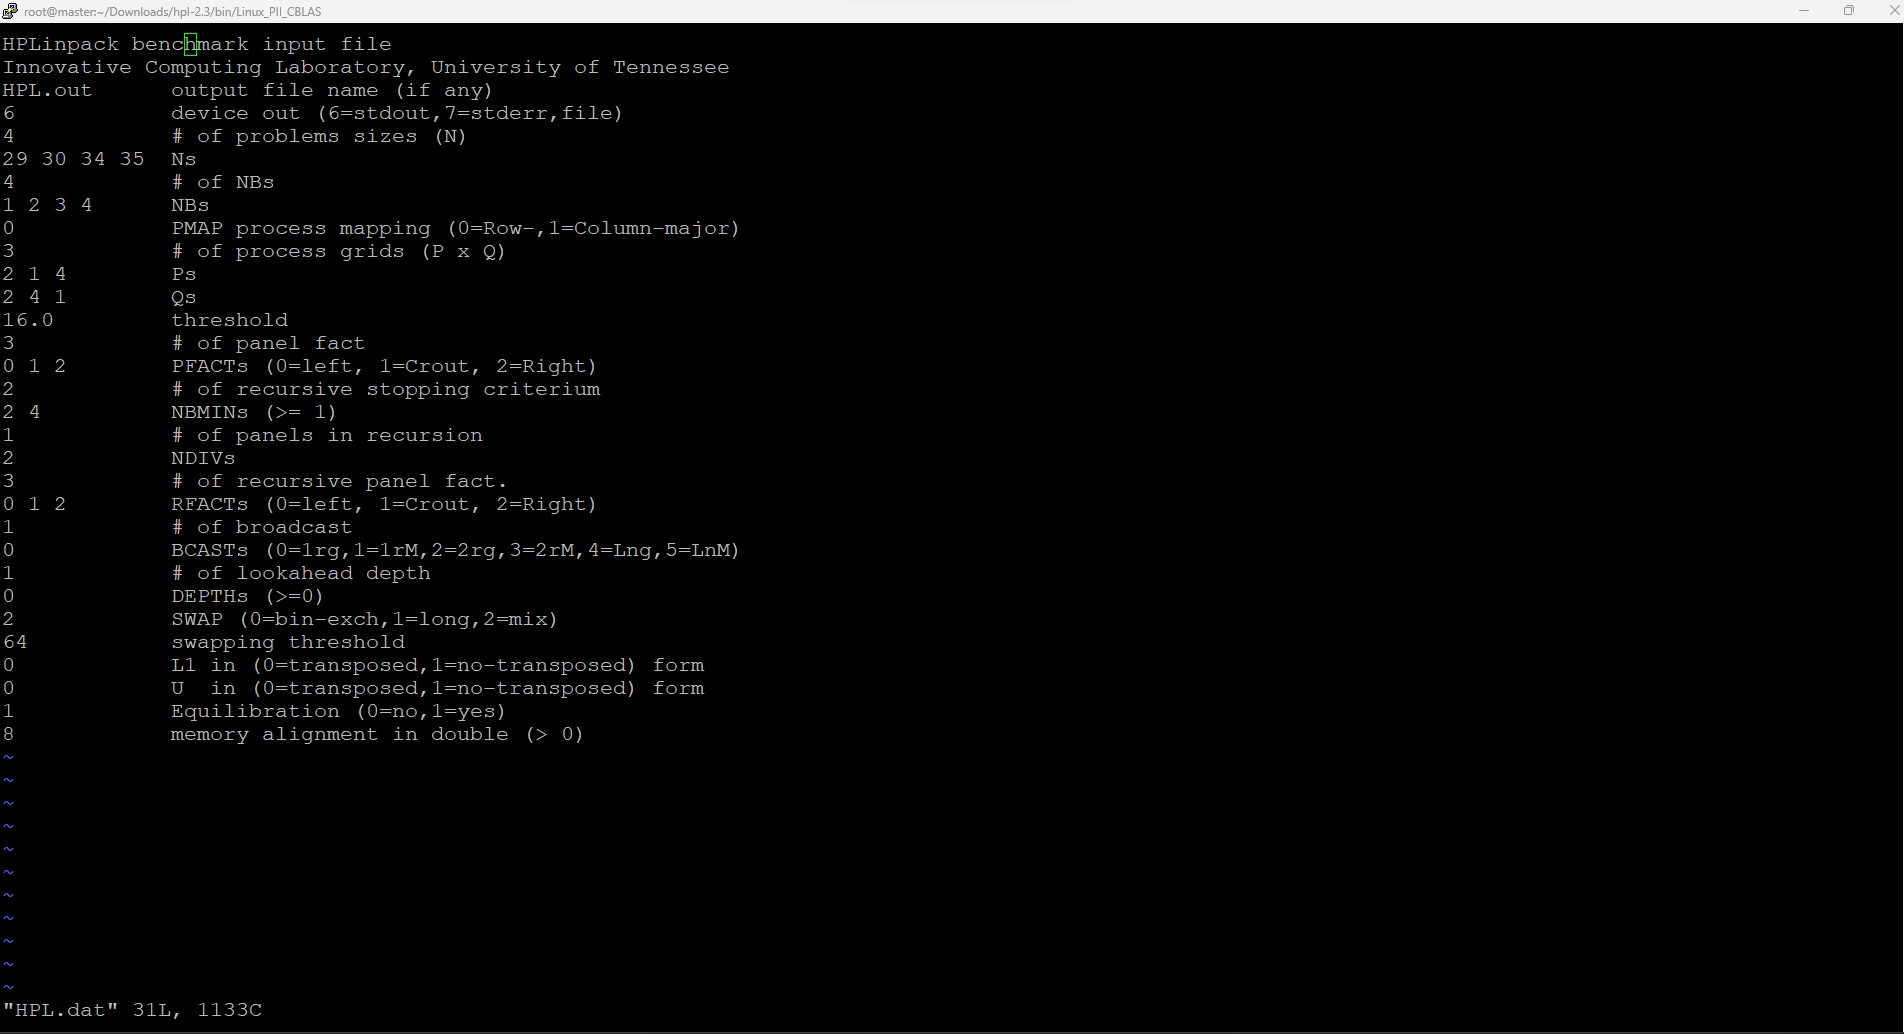 root@master:~/Downloads/hpl-2.3/bin/Linux_PII_CBLAS
HPLinpack benchmark input file
Innovative Computing Laboratory, University of Tennessee
HPL.out      output file name (if any)
6            device out (6=stdout,7=stderr,file)
4            # of problems sizes (N)
29 30 34 35  Ns
4            # of NBs
1 2 3 4      NBs
0            PMAP process mapping (0=Row-,1=Column-major)
3            # of process grids (P x Q)
2 1 4        Ps
2 4 1        Qs
16.0         threshold
3            # of panel fact
0 1 2        PFACTs (0=left, 1=Crout, 2=Right)
2            # of recursive stopping criterium
2 4          NBMINs (>= 1)
1            # of panels in recursion
2            NDIVs
3            # of recursive panel fact.
0 1 2        RFACTs (0=left, 1=Crout, 2=Right)
1            # of broadcast
0            BCASTs (0=1rg,1=1rM,2=2rg,3=2rM,4=Lng,5=LnM)
1            # of lookahead depth
0            DEPTHs (>=0)
2            SWAP (0=bin-exch,1=long,2=mix)
64           swapping threshold
0            L1 in (0=transposed,1=no-transposed) form
0            U  in (0=transposed,1=no-transposed) form
1            Equilibration (0=no,1=yes)
8            memory alignment in double (> 0)
~
~
~
~
~
~
~
~
~
~
~
"HPL.dat" 31L, 1133C